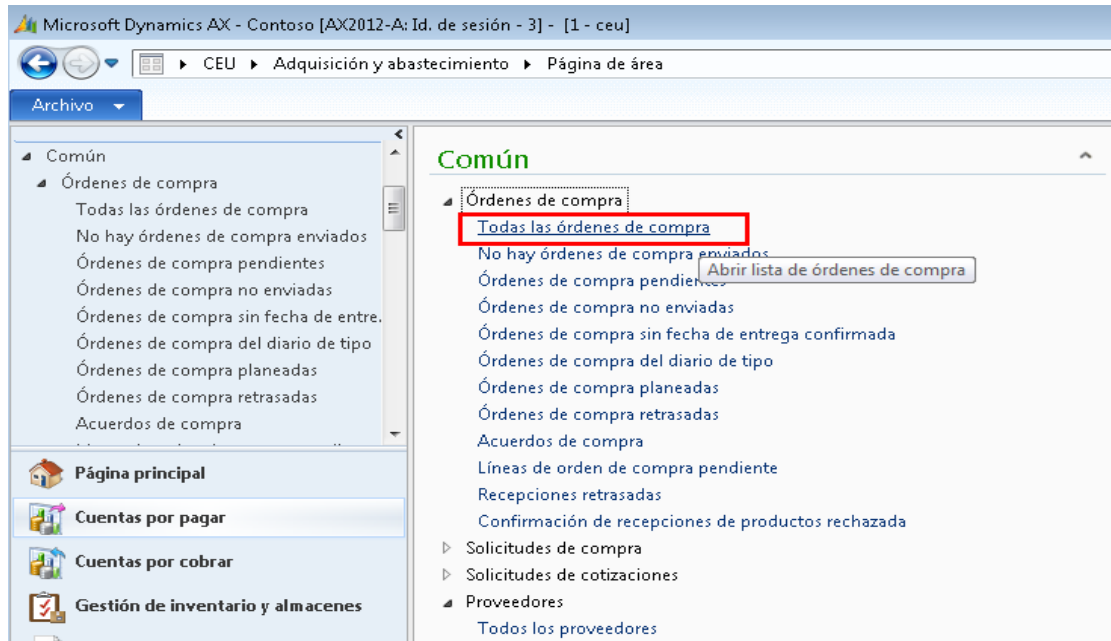 Microsoft Dynamics AX - Contoso [AX2012-A: Id. de sesión - 3] - [1 - ceu]
CEU Adquisición y abastecimiento Página de área
Archivo
Común
Órdenes de compra
Todas las órdenes de compra
No hay órdenes de compra enviados
Órdenes de compra pendientes
Órdenes de compra no enviadas
Órdenes de compra sin fecha de entre.
Órdenes de compra del diario de tipo
Órdenes de compra planeadas
Órdenes de compra retrasadas
Acuerdos de compra
Página principal
Cuentas por pagar
Cuentas por cobrar
Gestión de inventario y almacenes
Común
Órdenes de compra
Todas las órdenes de compra
No hay órdenes de compra enviados
Abrir lista de órdenes de compra
Órdenes de compra pendientes
Órdenes de compra no enviadas
Órdenes de compra sin fecha de entrega confirmada
Órdenes de compra del diario de tipo
Órdenes de compra planeadas
Órdenes de compra retrasadas
Acuerdos de compra
Líneas de orden de compra pendiente
Recepciones retrasadas
Confirmación de recepciones de productos rechazada
Solicitudes de compra
Solicitudes de cotizaciones
Proveedores
Todos los proveedores